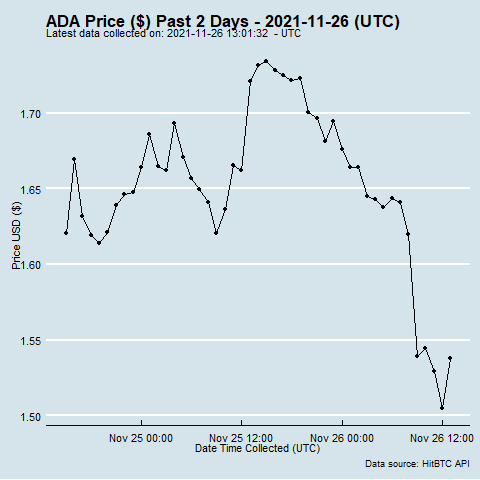 ADA Price ($) Past 2 Days - 2021-11-26 (UTC)
Latest data collected on: 2021-11-26 13:01:32  - UTC
1.70
1.65
1.60
1.55
1.50
Price USD ($)
Nov 25 00:00 Nov 25 12:00 Nov 26 00:00 Nov 26 12:00
Date Time Collected (UTC)
Data source: HitBTC API